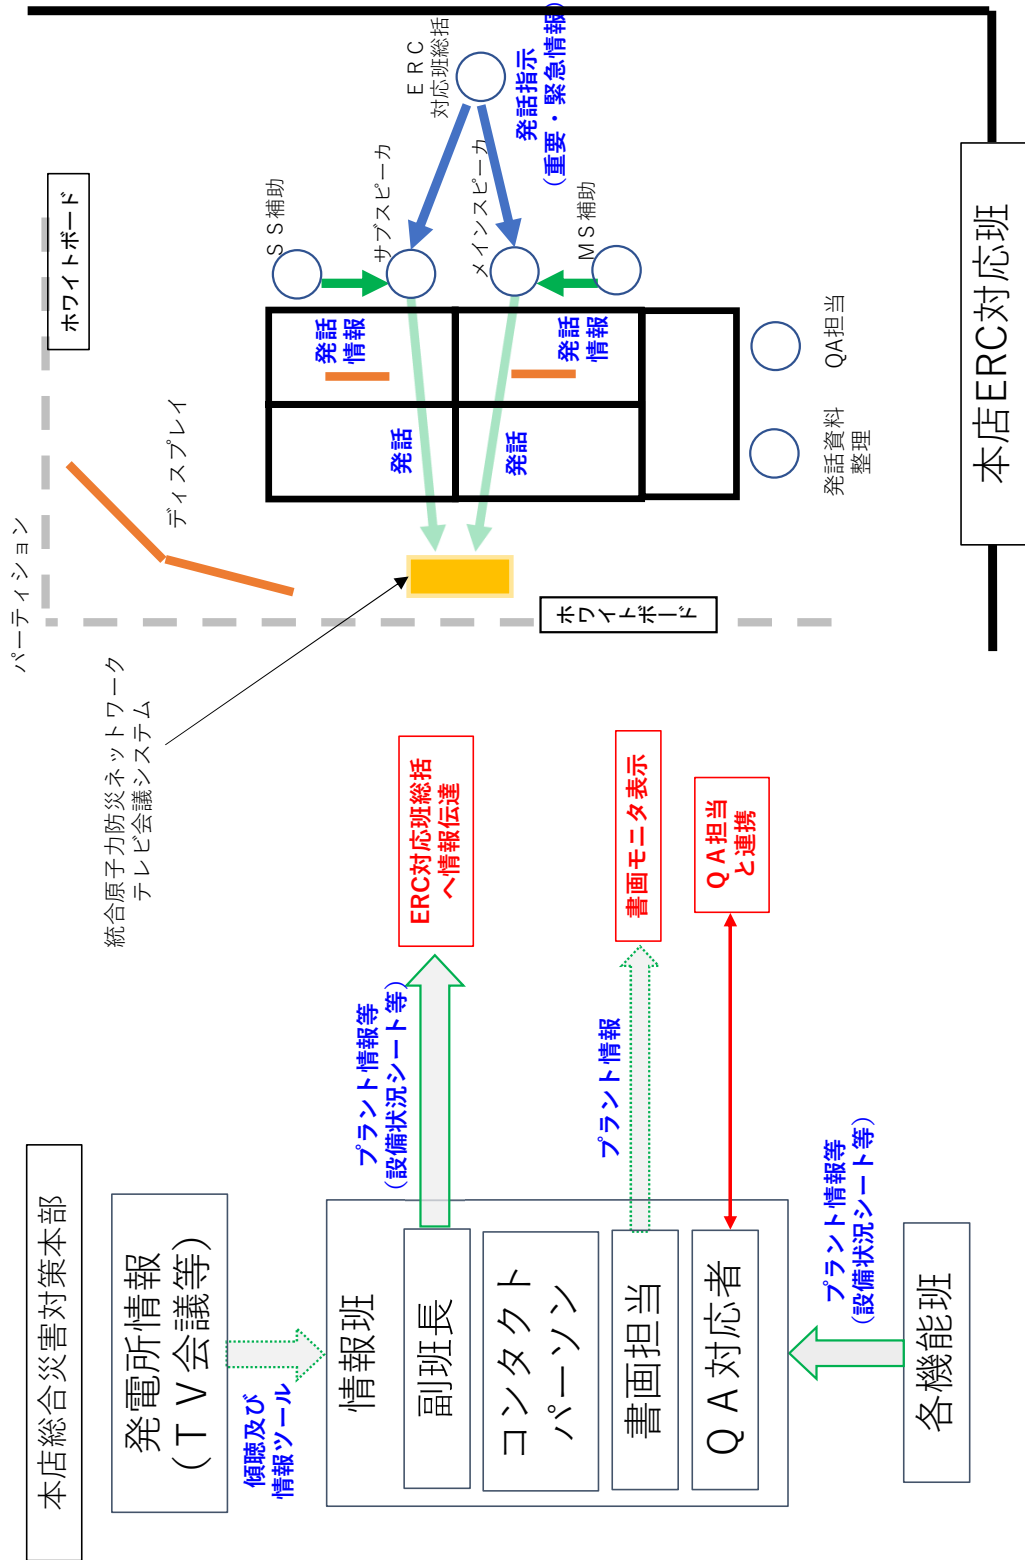 本店総合災害対策本部
発電所情報
(ＴＶ会議等)
傾聴及び
情報ツール
情報班
副班長
コンタクト
パーソン
書画担当
ＱＡ対応者
各機能班
プラント情報等
(設備状況シート等)
プラント情報等
(設備状況シート等)
プラント情報
ERC対応班総括
へ情報伝達
書画モニタ表示
ＱＡ担当
と連携
統合原子力防災ネットワーク
テレビ会議システム
パーティション
ディスプレイ
ホワイトボード
ホワイトボード
発話
発話
発話
情報
発話
情報
ＳＳ補助
サブスピーカ
メインスピーカ
ＭＳ補助
ＥＲＣ
対応班総括
発話指示
(重要・緊急情報)
発話資料
整理
QA担当
本店ERC対応班